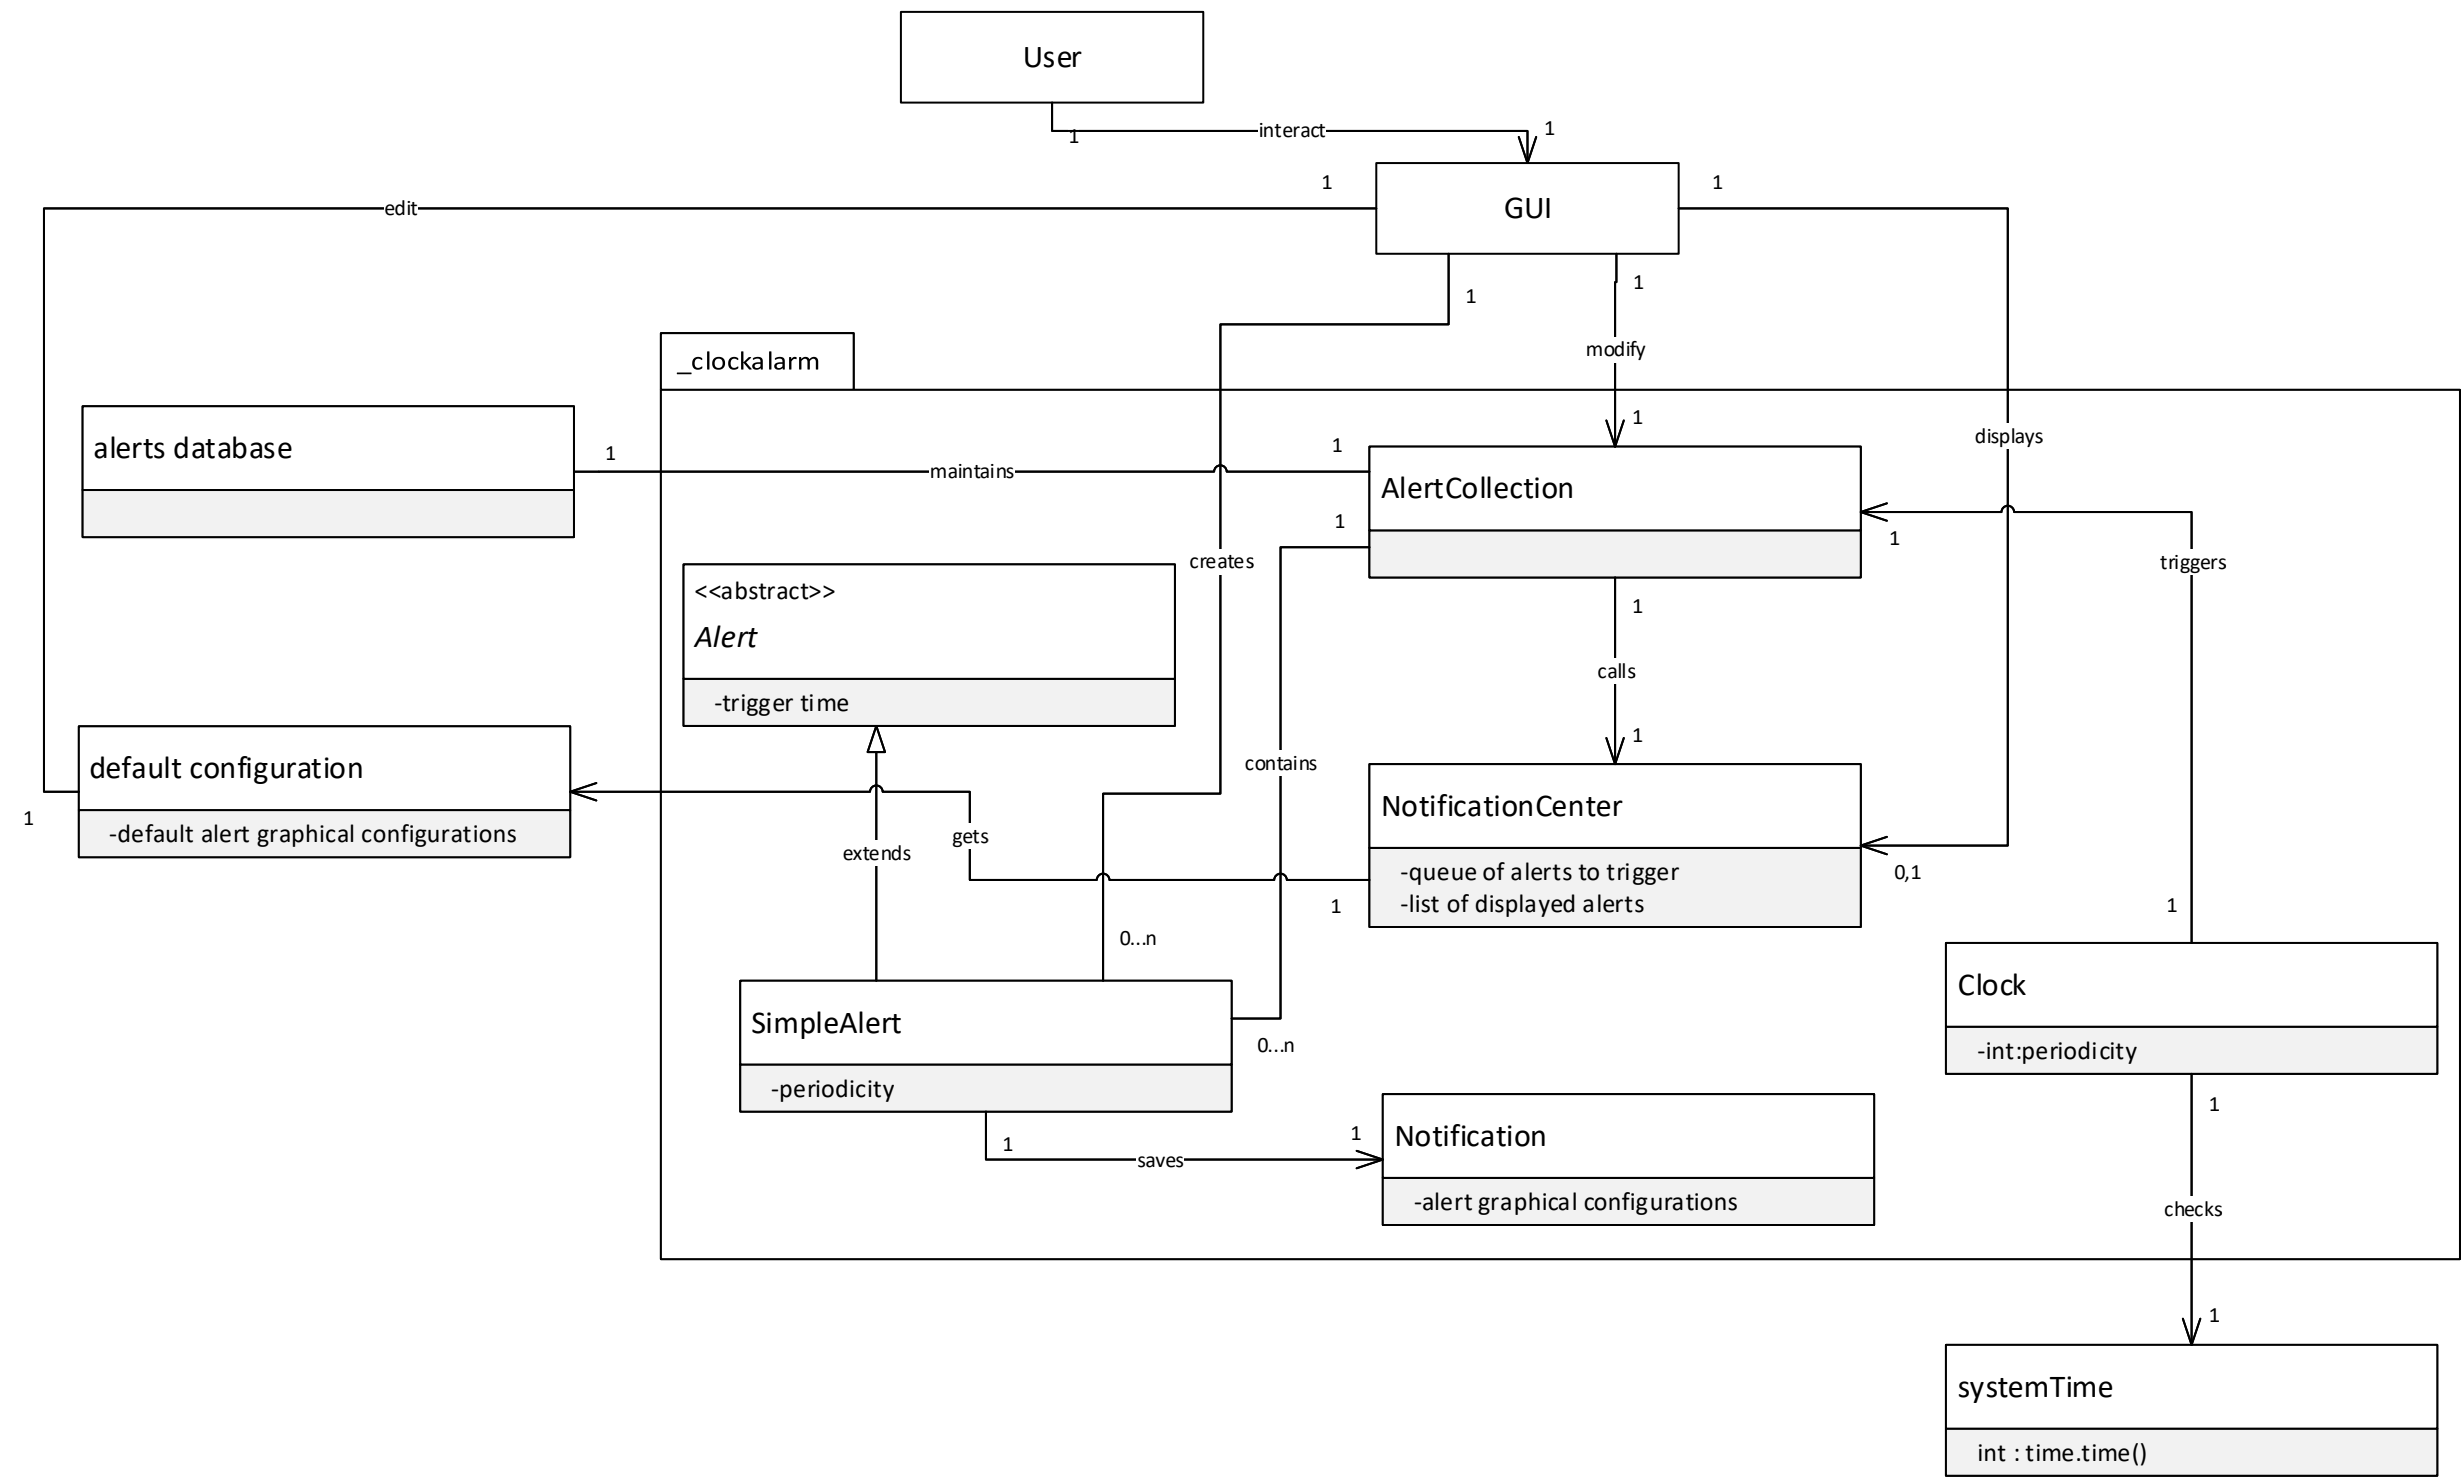 User
1
interact
1
1
GUI
1
edit
1
1
modify
_clockalarm
1
displays
alerts database
1
maintains
1
AlertCollection
1
1
creates
triggers
<<abstract>>
Alert
-trigger time
1
calls
1
contains
default configuration
-default alert graphical configurations
1
gets
extends
NotificationCenter
-queue of alerts to trigger
-list of displayed alerts
0,1
1
1
0...n
SimpleAlert
-periodicity
0...n
Clock
-int:periodicity
1
1
saves
1
Notification
-alert graphical configurations
checks
1
systemTime
int : time.time()